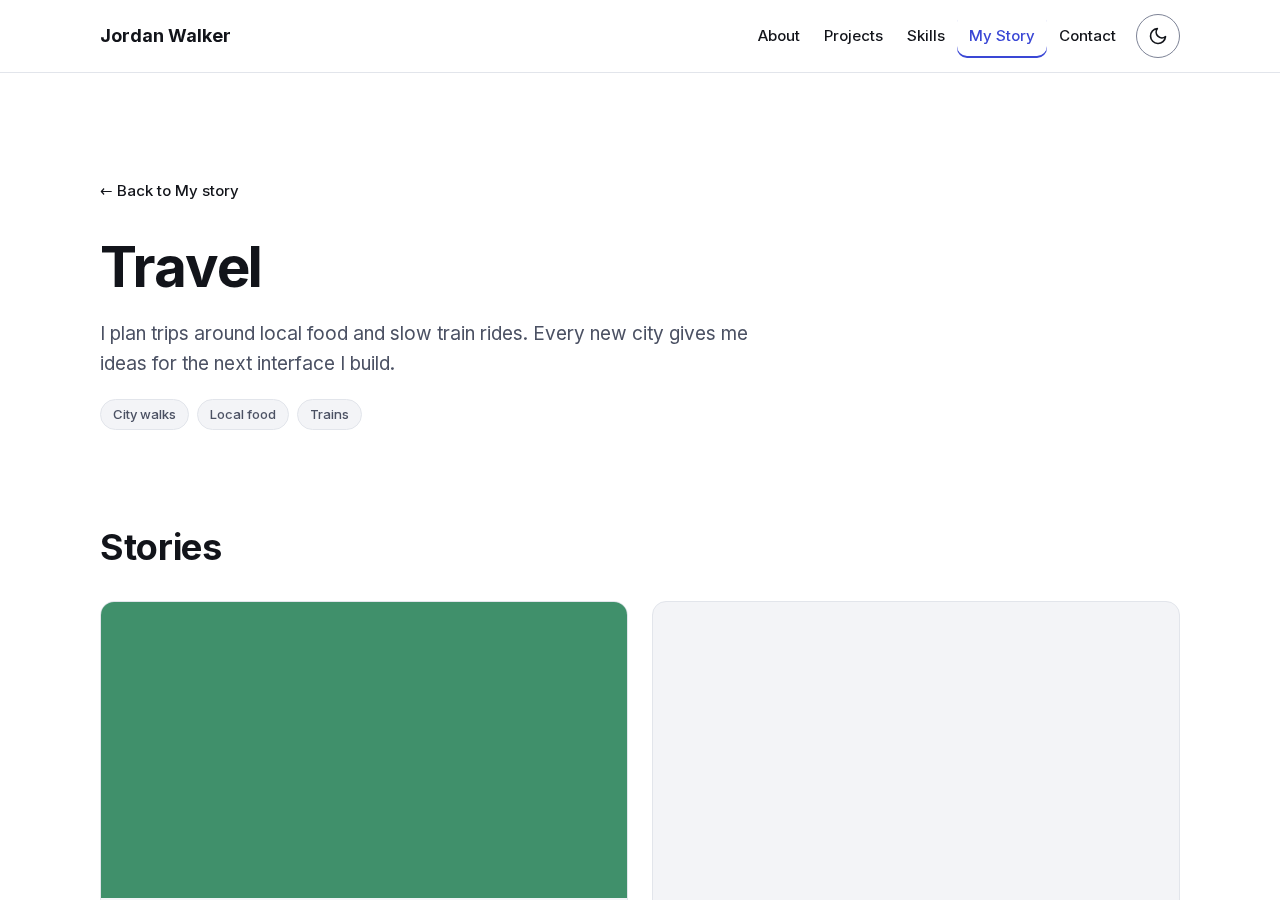 Jordan Walker
About
Projects
Skills
My Story
Contact
← Back to My story
Travel
I plan trips around local food and slow train rides. Every new city gives me
ideas for the next interface I build.
City walks
Local food
Trains
Stories